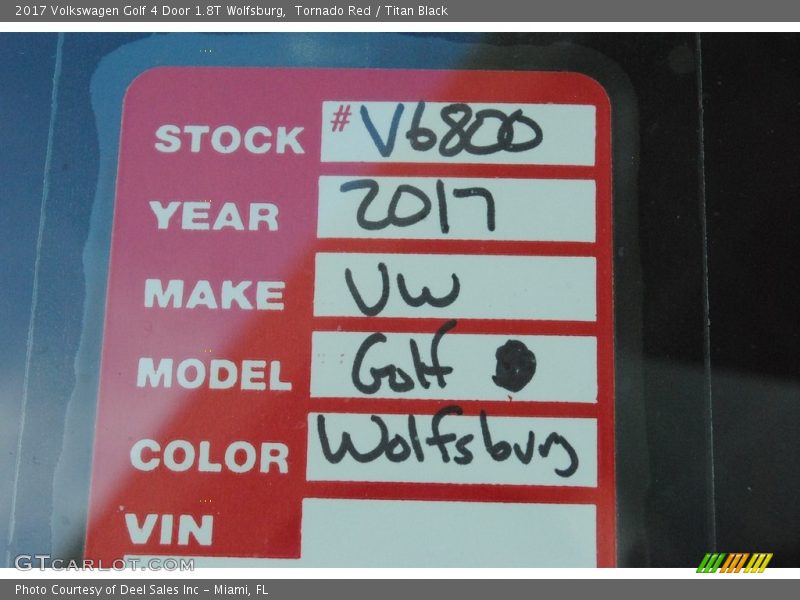 2017 Volkswagen Golf 4 Door 1.8T Wolfsburg,  Tornado Red / Titan Black
STOCK # V6800
YEAR 2017
MAKE VW
MODEL Golf
COLOR Wolfsburg
VIN
GTCARLOT.COM
Photo Courtesy of Deel Sales Inc - Miami, FL